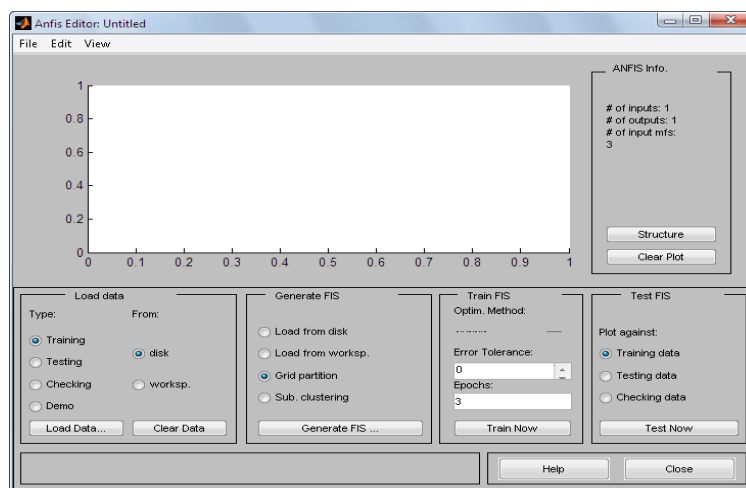 Anfis Editor: Untitled
File Edit View
ANFIS Info.
# of inputs: 1
# of outputs: 1
# of input mfs:
3
Structure
Clear Plot
1
0.8
0.6
0.4
0.2
0
0 0.1 0.2 0.3 0.4 0.5 0.6 0.7 0.8 0.9 1
Load data
Type: From:
Training
Testing
Checking
Demo
disk
worksp.
Load Data... Clear Data
Generate FIS
Load from disk
Load from worksp.
Grid partition
Sub. clustering
Generate FIS ...
Train FIS
Optim. Method:
Error Tolerance:
0
Epochs:
3
Train Now
Test FIS
Plot against:
Training data
Testing data
Checking data
Test Now
Help Close